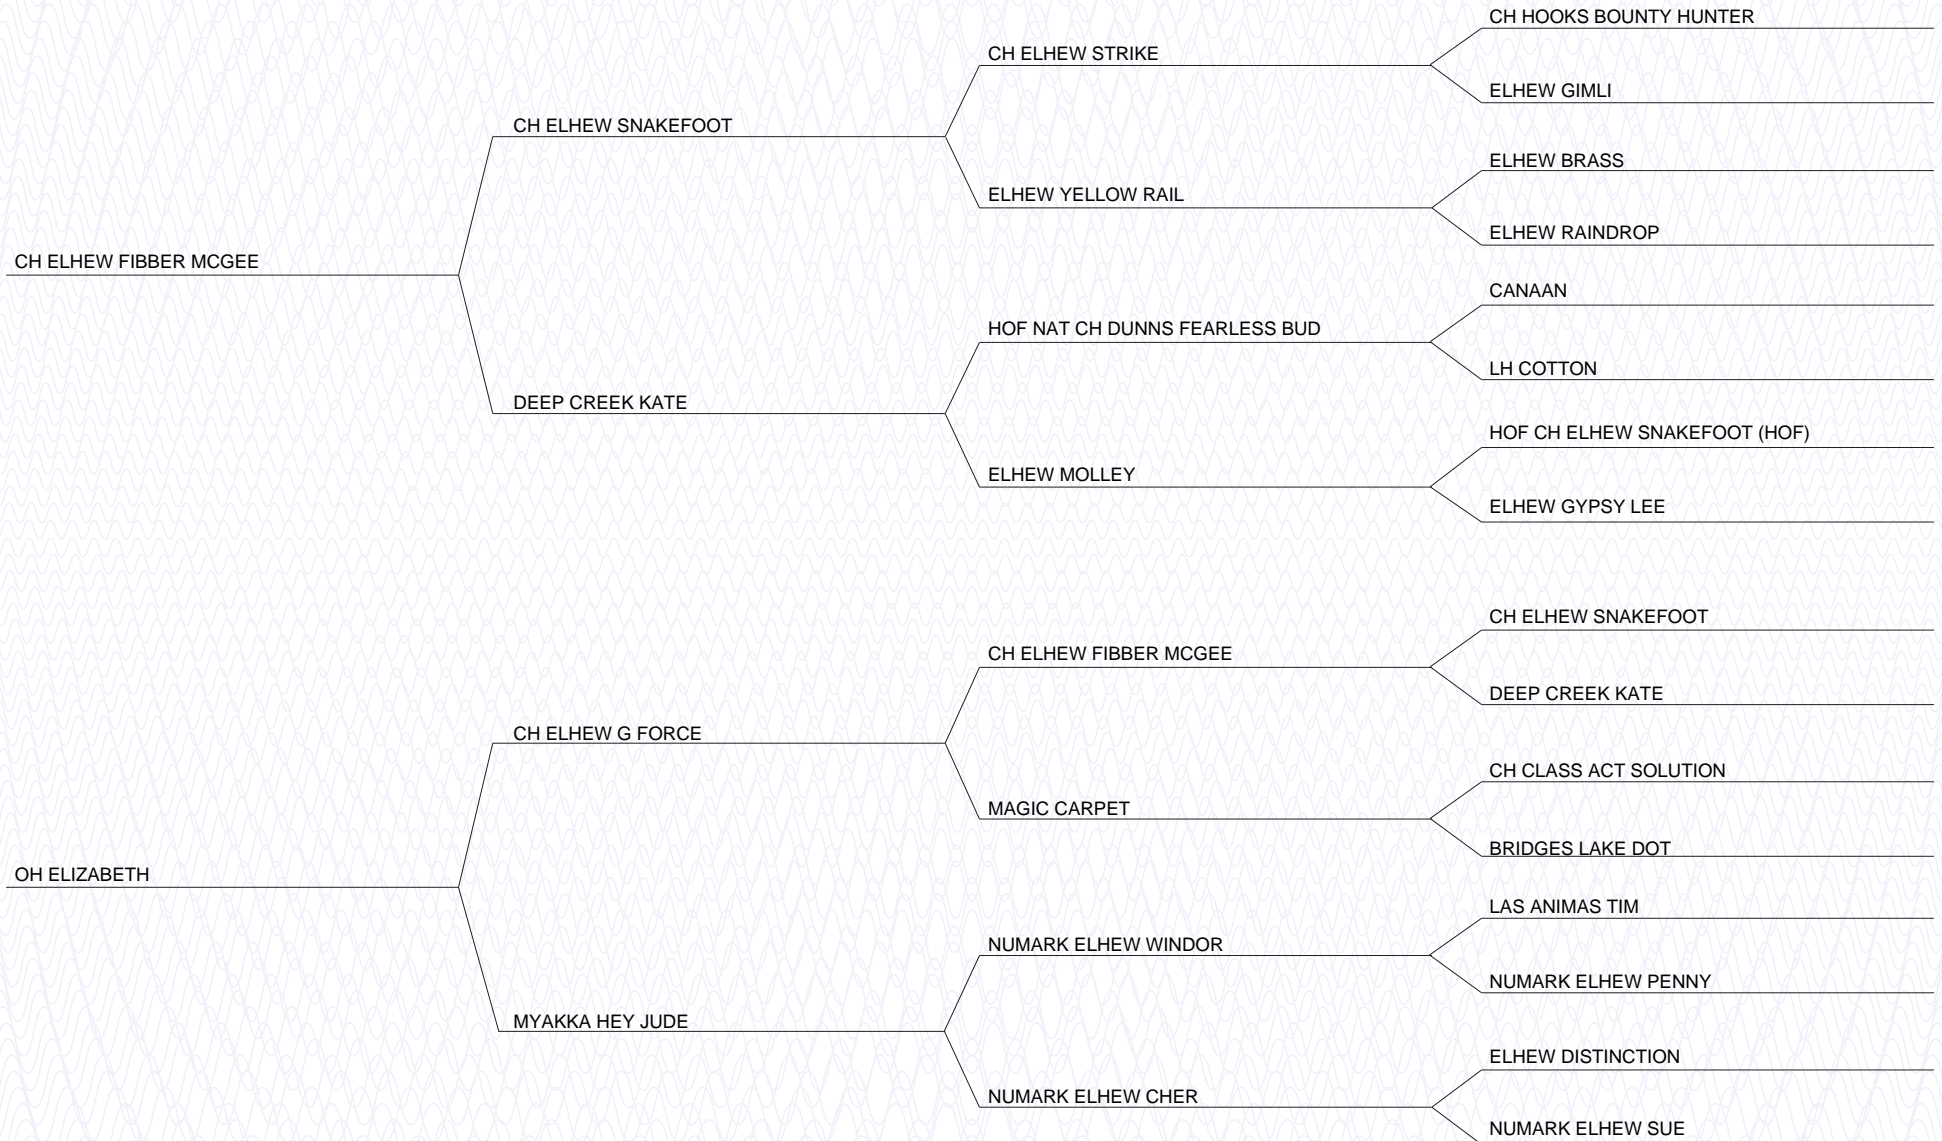 CH HOOKS BOUNTY HUNTER
CH ELHEW STRIKE
ELHEW GIMLI
CH ELHEW SNAKEFOOT
ELHEW BRASS
ELHEW YELLOW RAIL
ELHEW RAINDROP
CH ELHEW FIBBER MCGEE
CANAAN
HOF NAT CH DUNNS FEARLESS BUD
LH COTTON
DEEP CREEK KATE
HOF CH ELHEW SNAKEFOOT (HOF)
ELHEW MOLLEY
ELHEW GYPSY LEE
CH ELHEW SNAKEFOOT
CH ELHEW FIBBER MCGEE
DEEP CREEK KATE
CH ELHEW G FORCE
CH CLASS ACT SOLUTION
MAGIC CARPET
BRIDGES LAKE DOT
OH ELIZABETH
LAS ANIMAS TIM
NUMARK ELHEW WINDOR
NUMARK ELHEW PENNY
MYAKKA HEY JUDE
ELHEW DISTINCTION
NUMARK ELHEW CHER
NUMARK ELHEW SUE